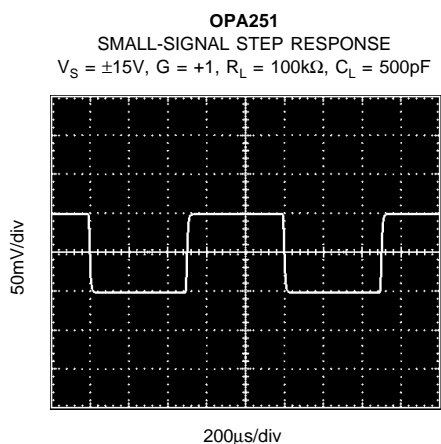 OPA251
SMALL-SIGNAL STEP RESPONSE
V_S = ±15V, G = +1, R_L = 100kΩ, C_L = 500pF
50mV/div
200µs/div